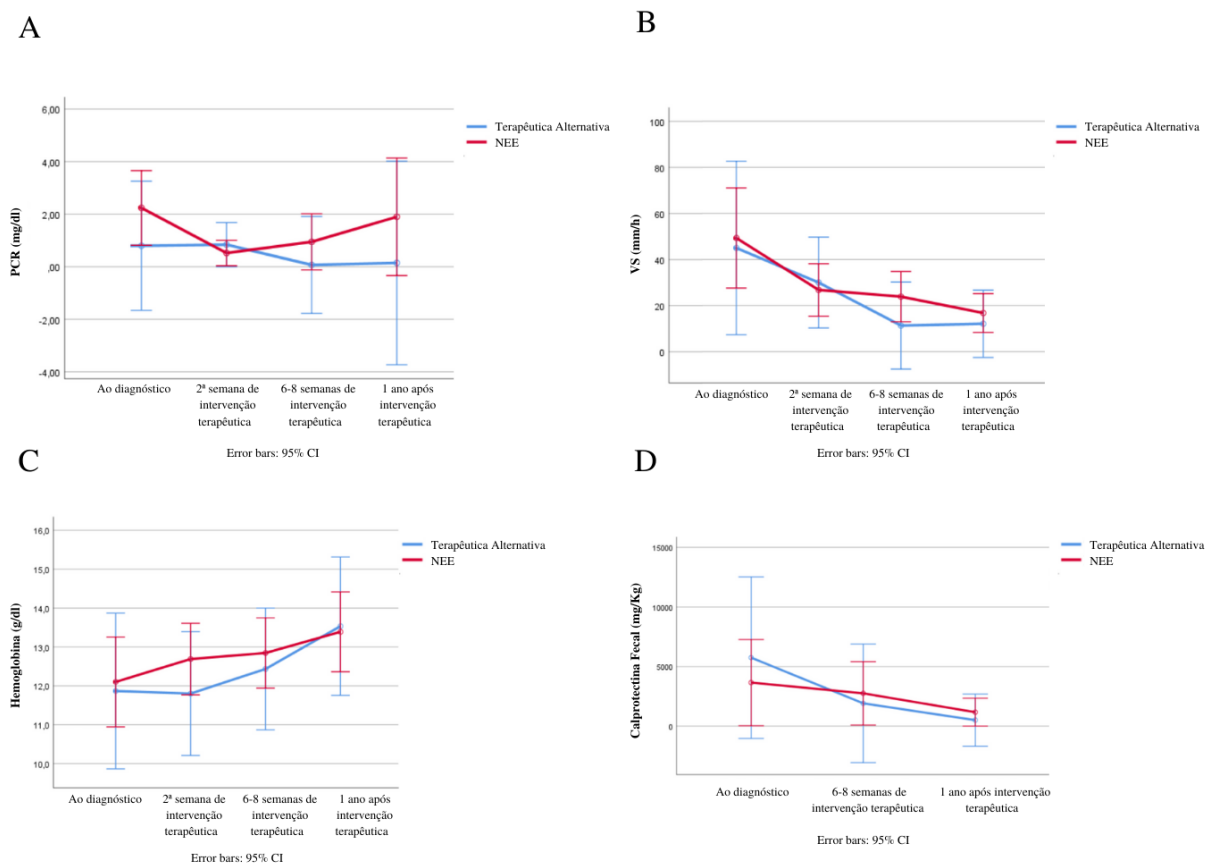 A
PCR (mg/dl)
6,00
4,00
2,00
,00
-2,00
-4,00
Terapêutica Alternativa
NEE
Ao diagnóstico
2ª semana de
intervenção
terapêutica
6-8 semanas de
intervenção
terapêutica
1 ano após
intervenção
terapêutica
Error bars: 95% CI
B
VS (mm/h)
100
80
60
40
20
0
Terapêutica Alternativa
NEE
Ao diagnóstico
2ª semana de
intervenção
terapêutica
6-8 semanas de
intervenção
terapêutica
1 ano após
intervenção
terapêutica
Error bars: 95% CI
C
Hemoglobina (g/dl)
16,0
15,0
14,0
13,0
12,0
11,0
10,0
Terapêutica Alternativa
NEE
Ao diagnóstico
2ª semana de
intervenção
terapêutica
6-8 semanas de
intervenção
terapêutica
1 ano após
intervenção
terapêutica
Error bars: 95% CI
D
Calprotectina Fecal (mg/Kg)
15000
10000
5000
0
Terapêutica Alternativa
NEE
Ao diagnóstico
6-8 semanas de
intervenção terapêutica
1 ano após intervenção
terapêutica
Error bars: 95% CI